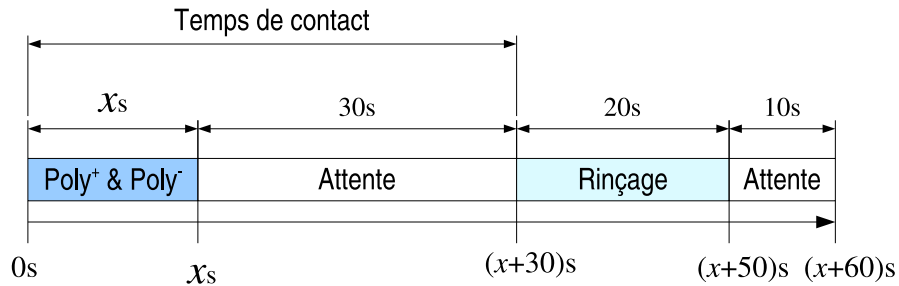 Temps de contact
xs 30s 20s 10s
Poly⁺ & Poly⁻ Attente Rinçage Attente
0s xs (x+30)s (x+50)s (x+60)s